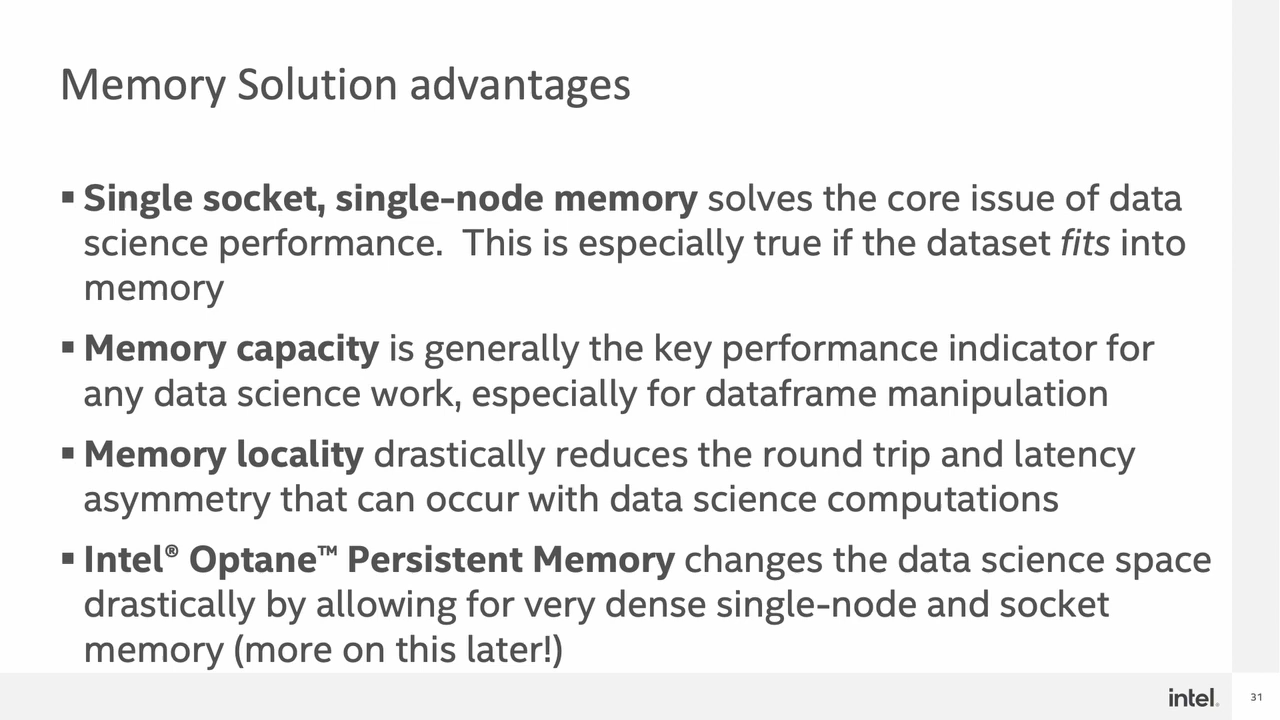 Memory Solution advantages
▪ Single socket, single-node memory solves the core issue of data
science performance.  This is especially true if the dataset fits into
memory
▪ Memory capacity is generally the key performance indicator for
any data science work, especially for dataframe manipulation
▪ Memory locality drastically reduces the round trip and latency
asymmetry that can occur with data science computations
▪ Intel® Optane™ Persistent Memory changes the data science space
drastically by allowing for very dense single-node and socket
memory (more on this later!)
intel.
31